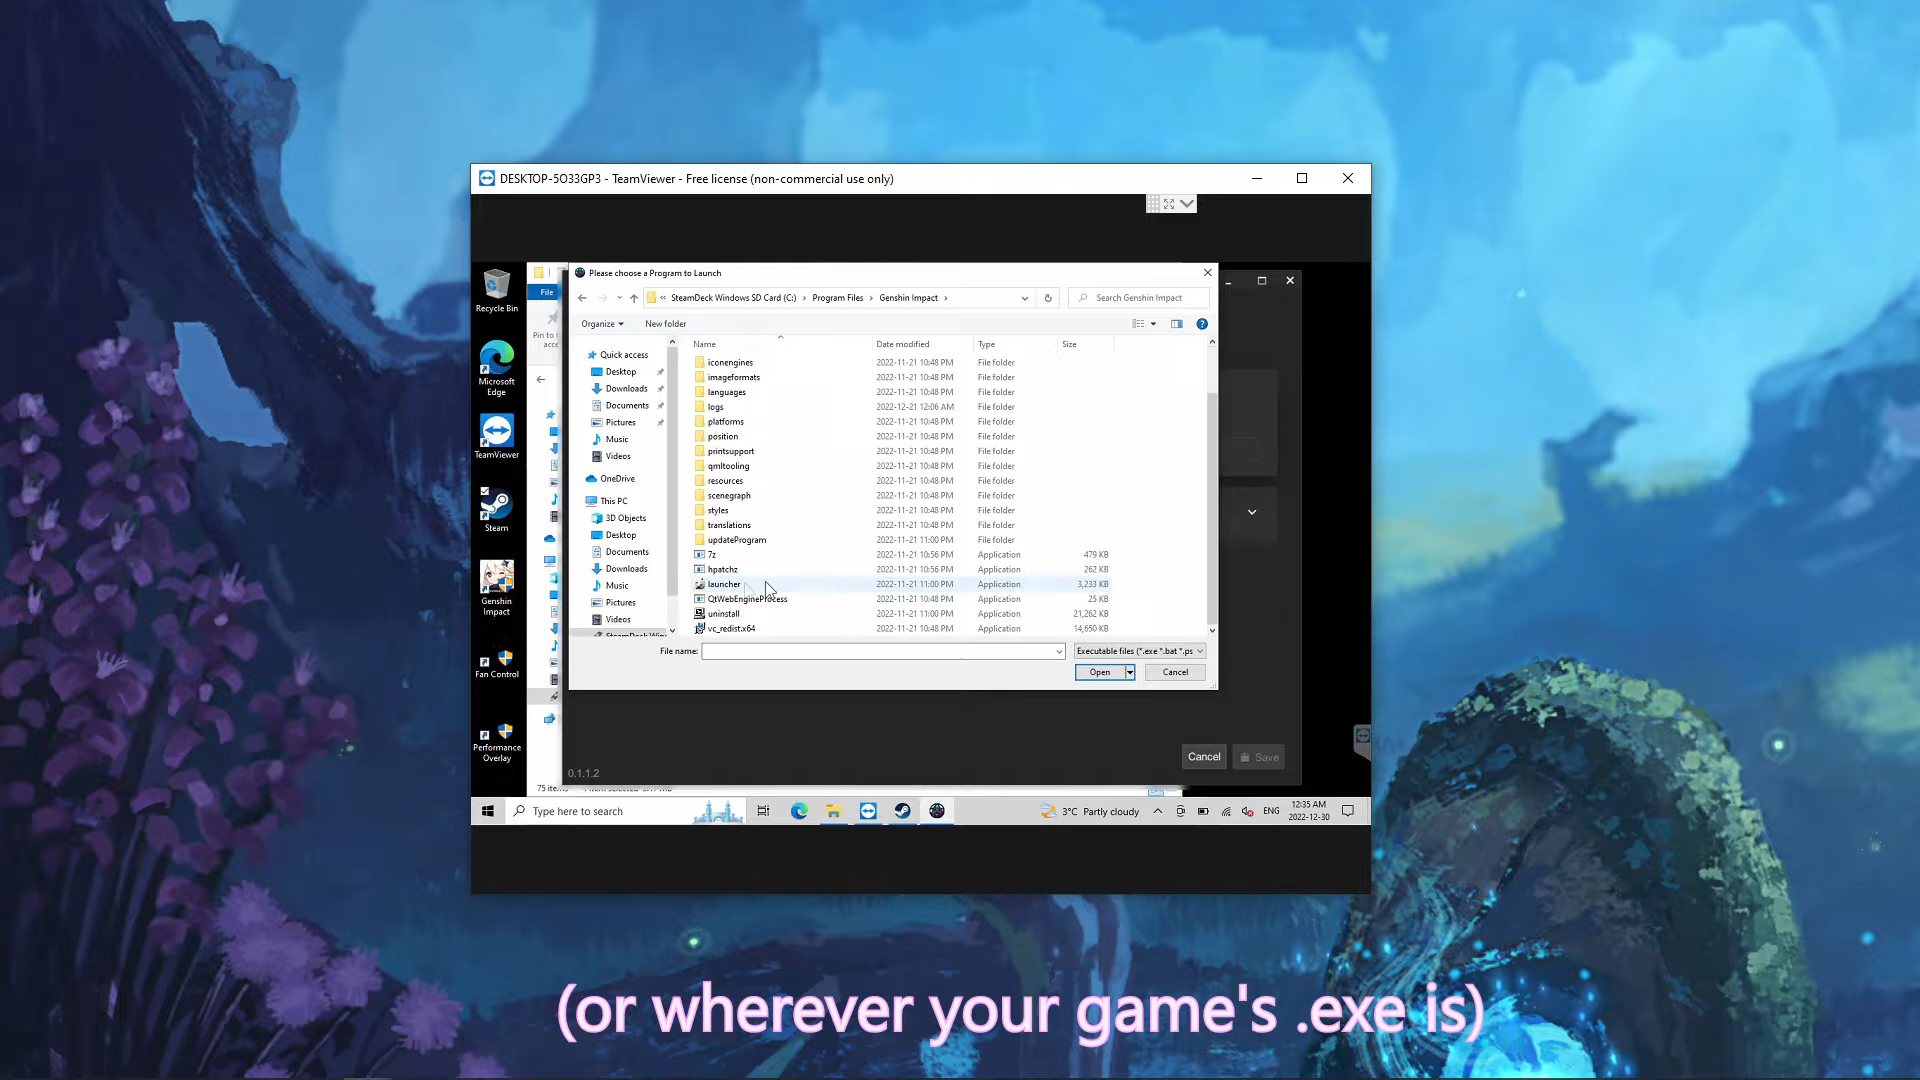 DESKTOP-5O33GP3 - TeamViewer - Free license (non-commercial use only)
Recycle Bin
Microsoft
Edge
TeamViewer
Steam
Genshin
Impact
Fan Control
Performance
Overlay
File
Pin to
Please choose a Program to Launch
« SteamDeck Windows SD Card (C:) › Program Files › Genshin Impact ›
Search Genshin Impact
Organize
New folder
Name Date modified Type Size
Quick access
Desktop
Downloads
Documents
Pictures
Music
Videos
OneDrive
This PC
3D Objects
Desktop
Documents
Downloads
Music
Pictures
Videos
iconengines 2022-11-21 10:48 PM File folder
imageformats 2022-11-21 10:48 PM File folder
languages 2022-11-21 10:48 PM File folder
logs 2022-12-21 12:06 AM File folder
platforms 2022-11-21 10:48 PM File folder
position 2022-11-21 10:48 PM File folder
printsupport 2022-11-21 10:48 PM File folder
qmltooling 2022-11-21 10:48 PM File folder
resources 2022-11-21 10:48 PM File folder
scenegraph 2022-11-21 10:48 PM File folder
styles 2022-11-21 10:48 PM File folder
translations 2022-11-21 10:48 PM File folder
updateProgram 2022-11-21 11:00 PM File folder
7z 2022-11-21 10:56 PM Application 479 KB
hpatchz 2022-11-21 10:56 PM Application 262 KB
launcher 2022-11-21 11:00 PM Application 3,233 KB
QtWebEngineProcess 2022-11-21 10:48 PM Application 25 KB
uninstall 2022-11-21 11:00 PM Application 21,262 KB
vc_redist.x64 2022-11-21 10:48 PM Application 14,650 KB
File name:
Executable files (*.exe *.bat *.ps
Open
Cancel
Cancel
Save
0.1.1.2
75 items
Type here to search
3°C Partly cloudy
ENG
12:35 AM
2022-12-30
(or wherever your game's .exe is)